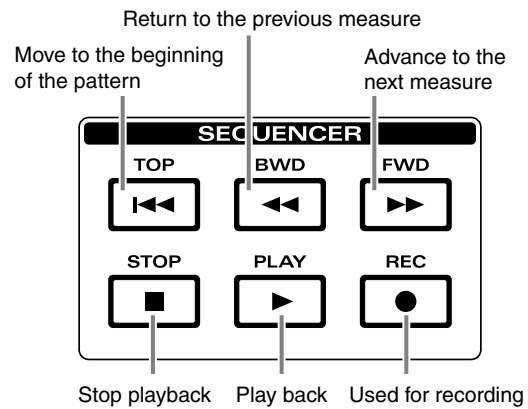 Return to the previous measure
Move to the beginning
of the pattern
Advance to the
next measure
SEQUENCER
TOP
BWD
FWD
STOP
PLAY
REC
Stop playback
Play back
Used for recording